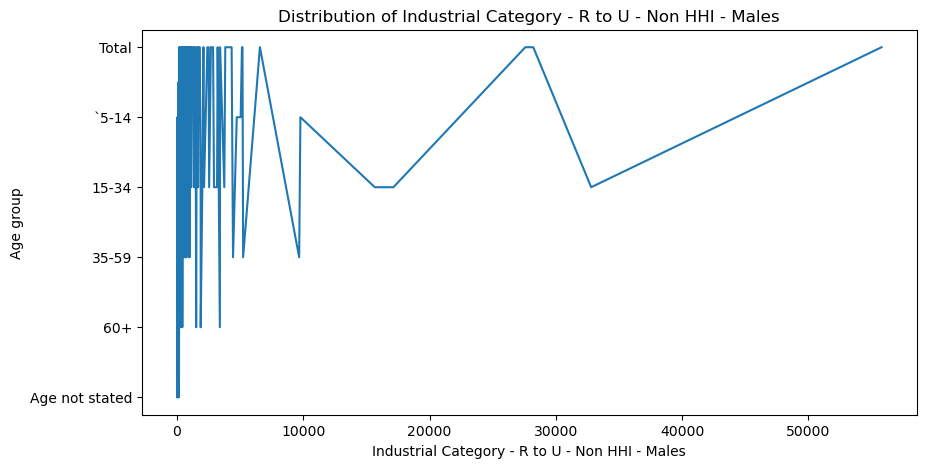 Distribution of Industrial Category - R to U - Non HHI - Males
Age group
Total
`5-14
15-34
35-59
60+
Age not stated
0 10000 20000 30000 40000 50000
Industrial Category - R to U - Non HHI - Males